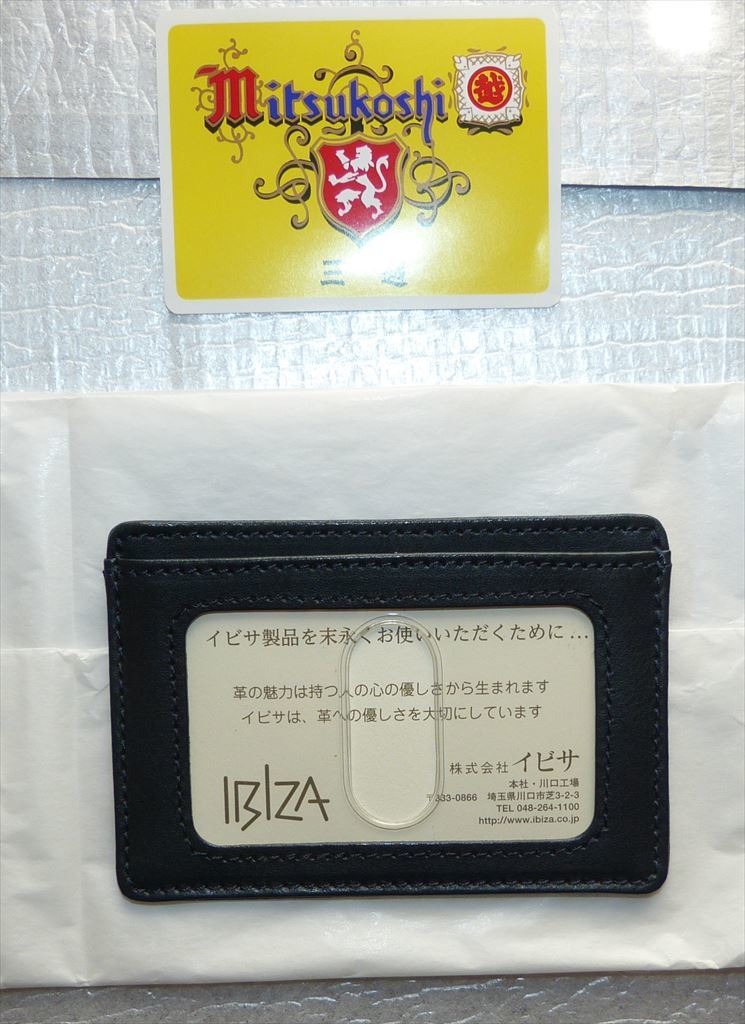 Mitsukoshi
越
三越
イビサ製品を末永くお使いいただくために…
革の魅力は持つ人の心の優しさから生まれます
イビサは、革への優しさを大切にしています
IBIZA
株式会社イビサ
本社・川口工場
〒333-0866 埼玉県川口市芝3-2-3
TEL 048-264-1100
http://www.ibiza.co.jp